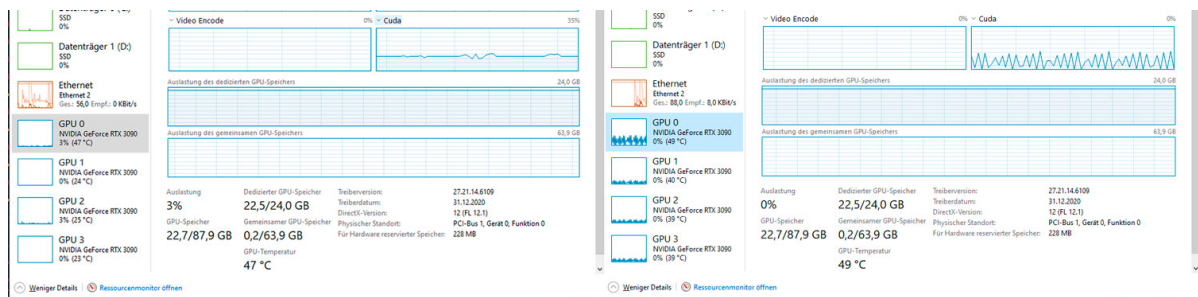 SSD
0%
Datenträger 1 (D:)
SSD
0%
Ethernet
Ethernet 2
Ges.: 56,0 Empf.: 0 KBit/s
GPU 0
NVIDIA GeForce RTX 3090
3% (47 °C)
GPU 1
NVIDIA GeForce RTX 3090
0% (24 °C)
GPU 2
NVIDIA GeForce RTX 3090
3% (25 °C)
GPU 3
NVIDIA GeForce RTX 3090
0% (23 °C)
Video Encode 0% Cuda 35%
Auslastung des dedizierten GPU-Speichers 24,0 GB
Auslastung des gemeinsamen GPU-Speichers 63,9 GB
Auslastung
3%
Dedizierter GPU-Speicher
22,5/24,0 GB
GPU-Speicher
22,7/87,9 GB
Gemeinsamer GPU-Speicher
0,2/63,9 GB
GPU-Temperatur
47 °C
Treiberversion: 27.21.14.6109
Treiberdatum: 31.12.2020
DirectX-Version: 12 (FL 12.1)
Physischer Standort: PCI-Bus 1, Gerät 0, Funktion 0
Für Hardware reservierter Speicher: 228 MB
Weniger Details Ressourcenmonitor öffnen
SSD
0%
Datenträger 1 (D:)
SSD
0%
Ethernet
Ethernet 2
Ges.: 88,0 Empf.: 8,0 KBit/s
GPU 0
NVIDIA GeForce RTX 3090
0% (49 °C)
GPU 1
NVIDIA GeForce RTX 3090
0% (40 °C)
GPU 2
NVIDIA GeForce RTX 3090
0% (39 °C)
GPU 3
NVIDIA GeForce RTX 3090
0% (39 °C)
Video Encode 0% Cuda 0%
Auslastung des dedizierten GPU-Speichers 24,0 GB
Auslastung des gemeinsamen GPU-Speichers 63,9 GB
Auslastung
0%
Dedizierter GPU-Speicher
22,5/24,0 GB
GPU-Speicher
22,7/87,9 GB
Gemeinsamer GPU-Speicher
0,2/63,9 GB
GPU-Temperatur
49 °C
Treiberversion: 27.21.14.6109
Treiberdatum: 31.12.2020
DirectX-Version: 12 (FL 12.1)
Physischer Standort: PCI-Bus 1, Gerät 0, Funktion 0
Für Hardware reservierter Speicher: 228 MB
Weniger Details Ressourcenmonitor öffnen